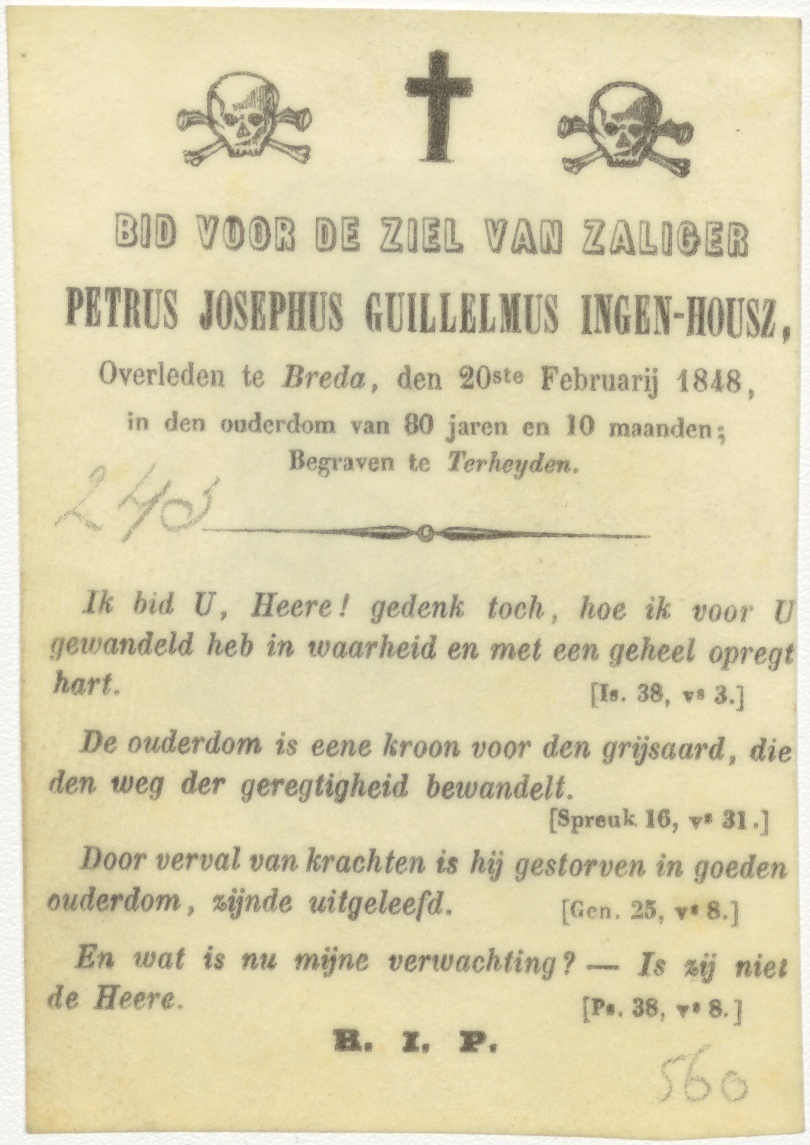 BID VOOR DE ZIEL VAN ZALIGER
PETRUS JOSEPHUS GUILLELMUS INGEN-HOUSZ,
Overleden te Breda, den 20ste Februarij 1848,
in den ouderdom van 80 jaren en 10 maanden;
Begraven te Terheyden.
243
Ik bid U, Heere! gedenk toch, hoe ik voor U
gewandeld heb in waarheid en met een geheel opregt
hart. [Is. 38, vs 3.]
De ouderdom is eene kroon voor den grijsaard, die
den weg der geregtigheid bewandelt.
[Spreuk. 16, vs 31.]
Door verval van krachten is hij gestorven in goeden
ouderdom, zijnde uitgeleefd. [Gen. 25, vs 8.]
En wat is nu mijne verwachting? — Is zij niet
de Heere. [Ps. 38, vs 8.]
R. I. P.
560